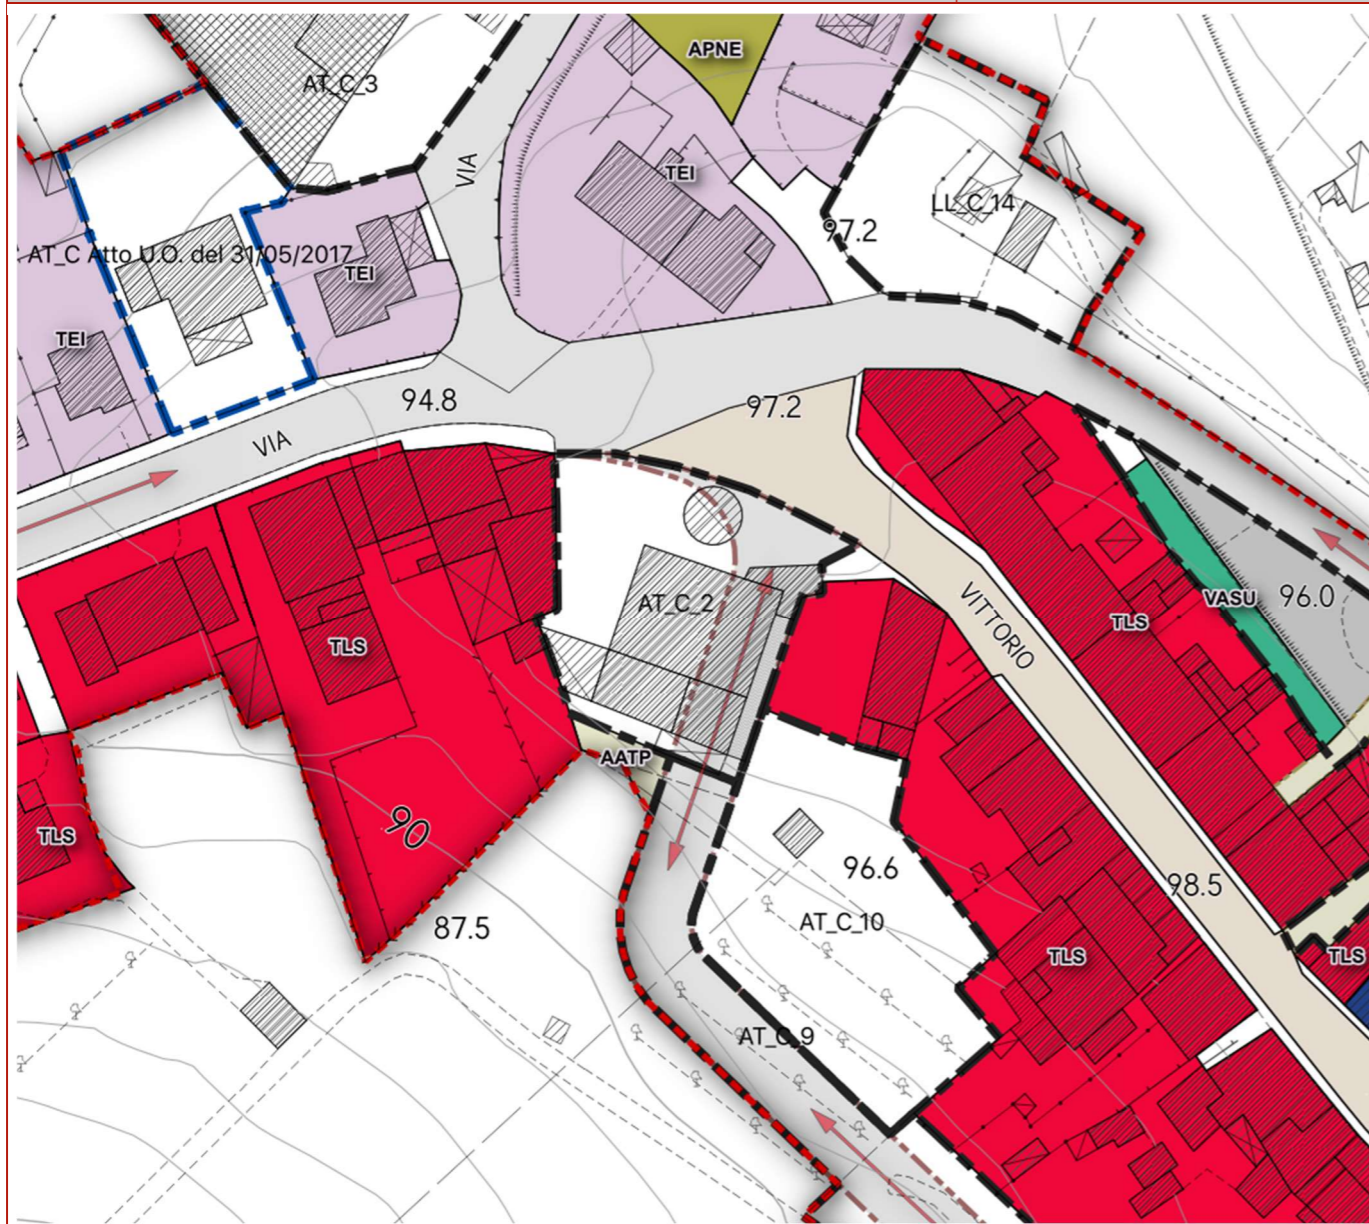 APNE
AT_C_3
VIA
TEI
LL_C_14
97.2
AT_C Atto U.O. del 31/05/2017
TEI
TEI
94.8
97.2
VIA
VITTORIO
AT_C_2
VASU
96.0
TLS
TLS
AATP
90
TLS
96.6
98.5
AT_C_10
87.5
TLS
TLS
AT_C_9